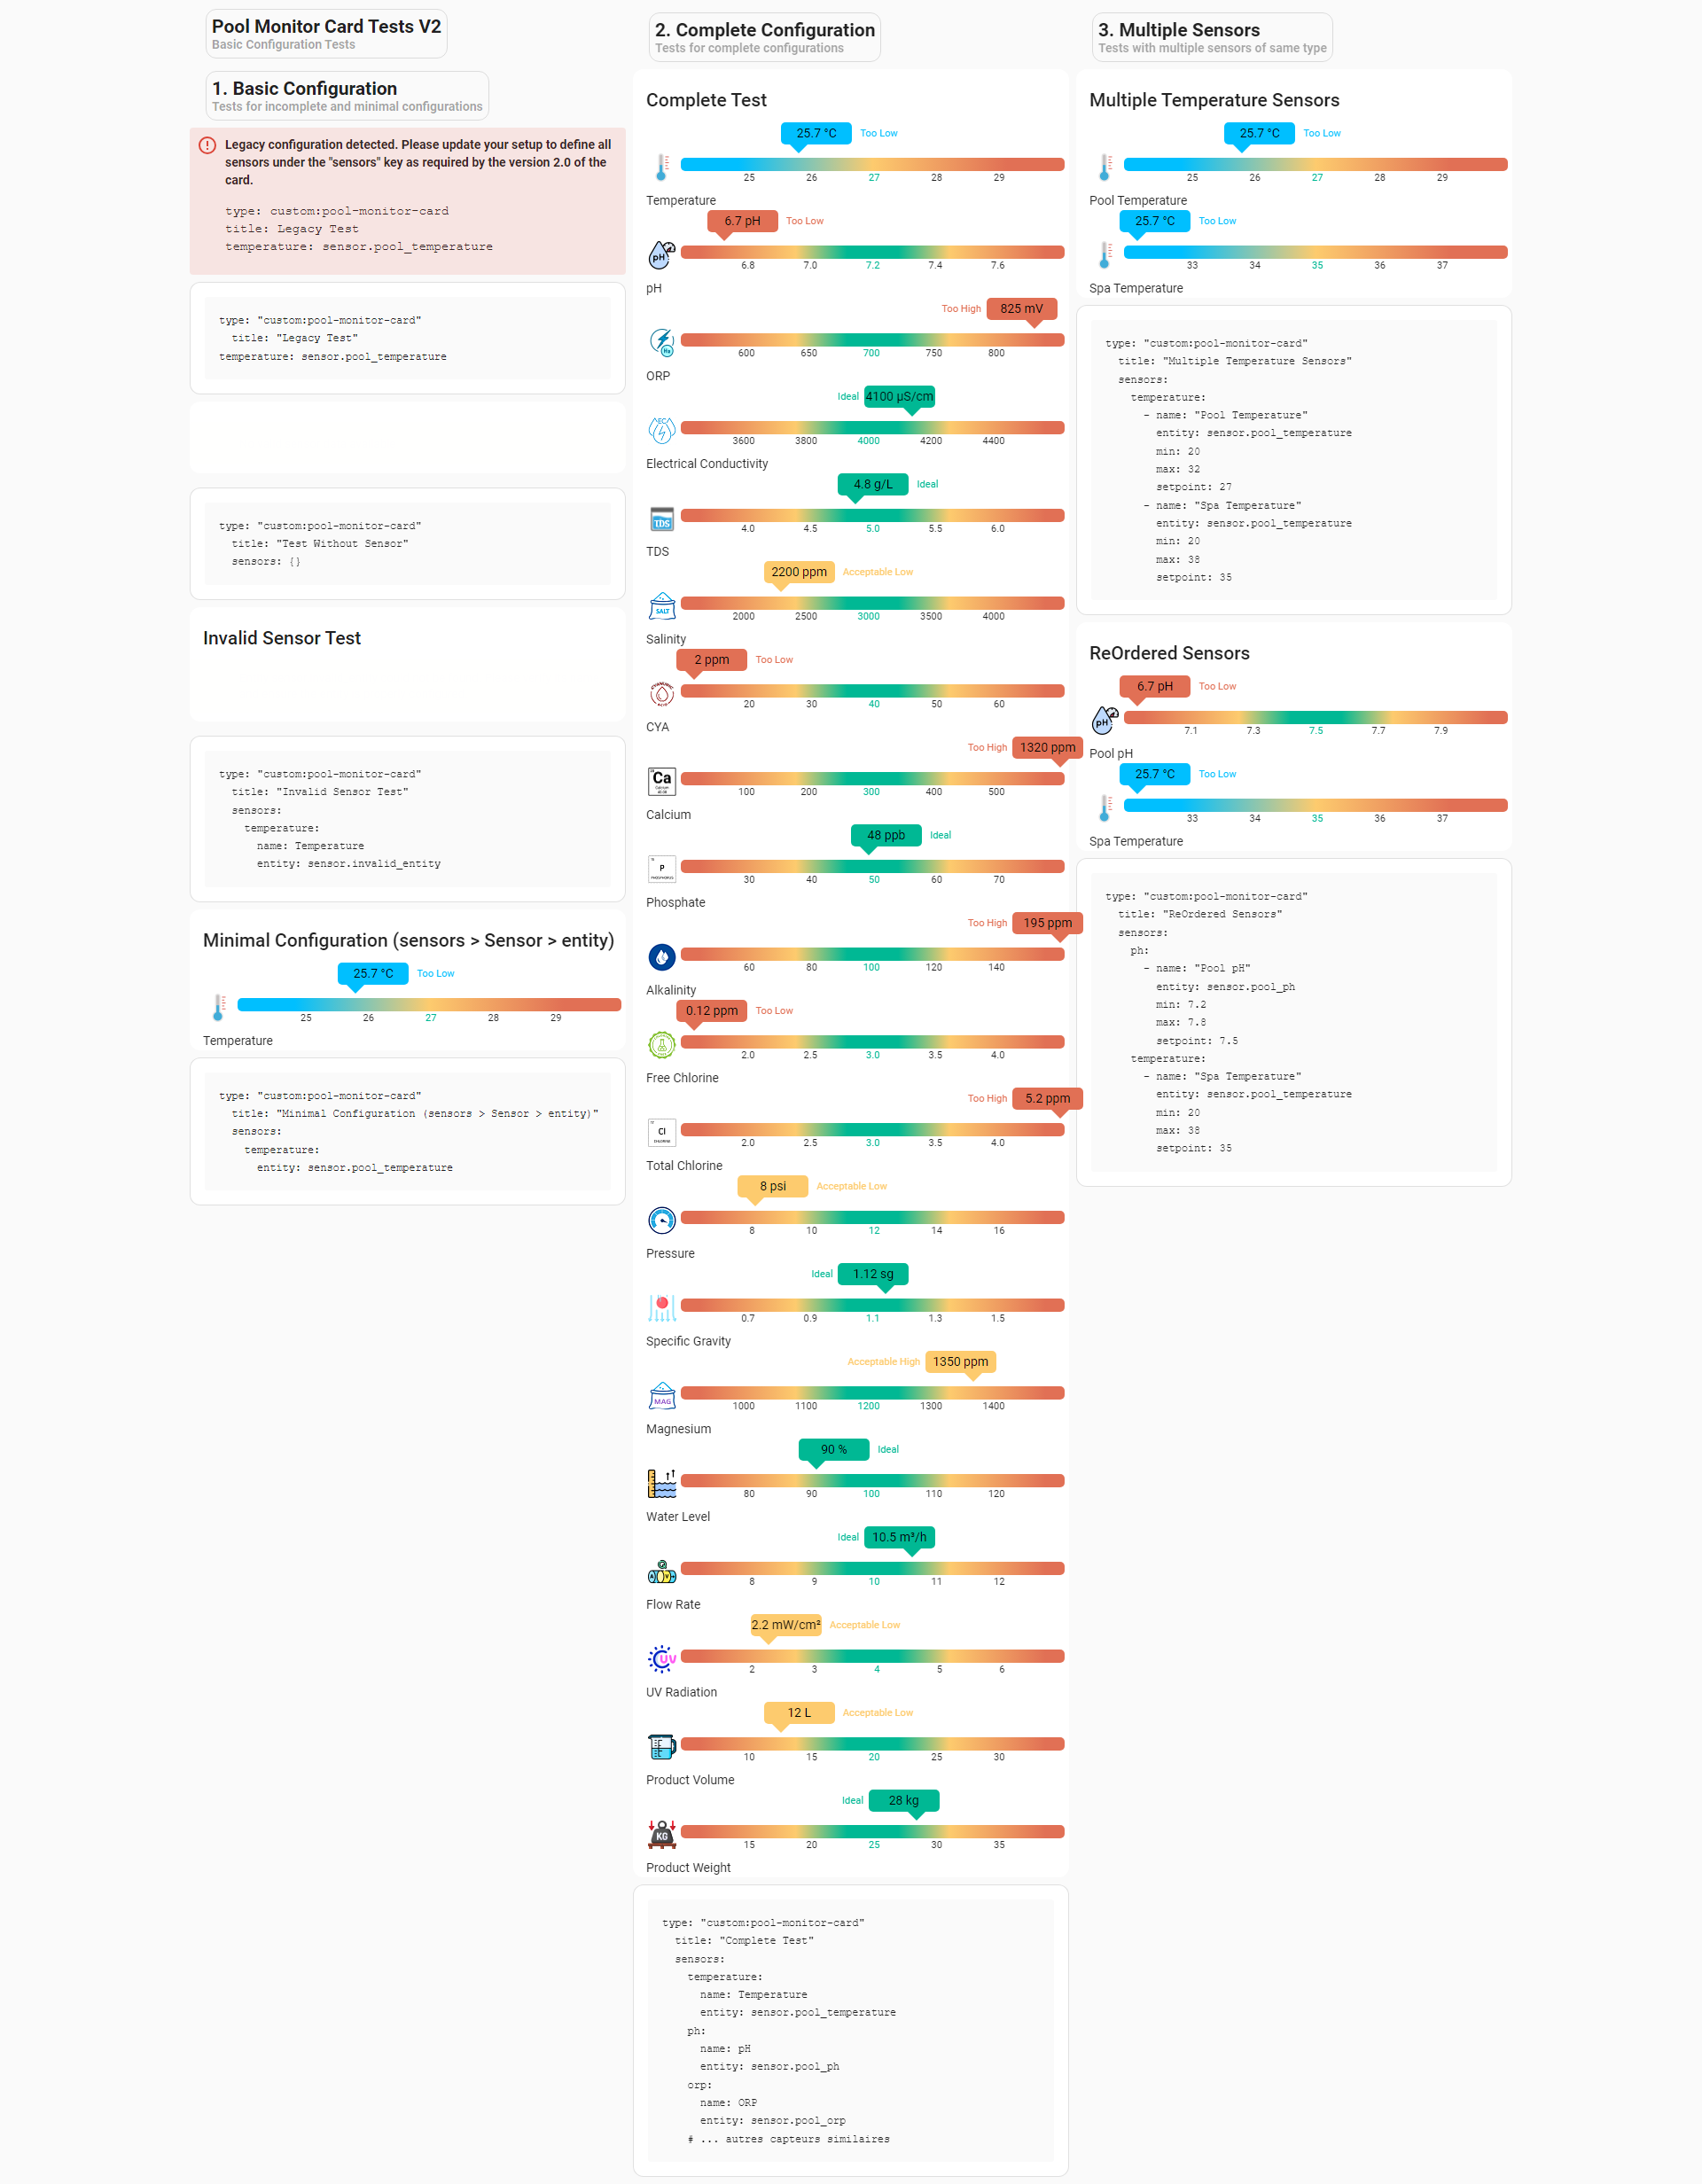 Pool Monitor Card Tests V2
Basic Configuration Tests
1. Basic Configuration
Tests for incomplete and minimal configurations
Legacy configuration detected. Please update your setup to define all
sensors under the "sensors" key as required by the version 2.0 of the
card.
type: custom:pool-monitor-card
title: Legacy Test
temperature: sensor.pool_temperature
type: "custom:pool-monitor-card"
title: "Legacy Test"
temperature: sensor.pool_temperature
type: "custom:pool-monitor-card"
title: "Test Without Sensor"
sensors: {}
Invalid Sensor Test
type: "custom:pool-monitor-card"
title: "Invalid Sensor Test"
sensors:
temperature:
name: Temperature
entity: sensor.invalid_entity
Minimal Configuration (sensors > Sensor > entity)
25.7 °C Too Low
25 26 27 28 29
Temperature
type: "custom:pool-monitor-card"
title: "Minimal Configuration (sensors > Sensor > entity)"
sensors:
temperature:
entity: sensor.pool_temperature
2. Complete Configuration
Tests for complete configurations
Complete Test
25.7 °C Too Low
25 26 27 28 29
Temperature
6.7 pH Too Low
pH
6.8 7.0 7.2 7.4 7.6
pH
Too High 825 mV
600 650 700 750 800
ORP
Ideal 4100 µS/cm
EC
3600 3800 4000 4200 4400
Electrical Conductivity
4.8 g/L Ideal
TDS
4.0 4.5 5.0 5.5 6.0
TDS
2200 ppm Acceptable Low
SALT
2000 2500 3000 3500 4000
Salinity
2 ppm Too Low
20 30 40 50 60
CYA
Too High 1320 ppm
Ca
Calcium
100 200 300 400 500
Calcium
48 ppb Ideal
P
PHOSPHORUS
30 40 50 60 70
Phosphate
Too High 195 ppm
60 80 100 120 140
Alkalinity
0.12 ppm Too Low
2.0 2.5 3.0 3.5 4.0
Free Chlorine
Too High 5.2 ppm
Cl
CHLORINE
2.0 2.5 3.0 3.5 4.0
Total Chlorine
8 psi Acceptable Low
8 10 12 14 16
Pressure
Ideal 1.12 sg
0.7 0.9 1.1 1.3 1.5
Specific Gravity
Acceptable High 1350 ppm
MAG
1000 1100 1200 1300 1400
Magnesium
90 % Ideal
80 90 100 110 120
Water Level
Ideal 10.5 m³/h
8 9 10 11 12
Flow Rate
2.2 mW/cm² Acceptable Low
UV
2 3 4 5 6
UV Radiation
12 L Acceptable Low
10 15 20 25 30
Product Volume
Ideal 28 kg
KG
15 20 25 30 35
Product Weight
type: "custom:pool-monitor-card"
title: "Complete Test"
sensors:
temperature:
name: Temperature
entity: sensor.pool_temperature
ph:
name: pH
entity: sensor.pool_ph
orp:
name: ORP
entity: sensor.pool_orp
# ... autres capteurs similaires
3. Multiple Sensors
Tests with multiple sensors of same type
Multiple Temperature Sensors
25.7 °C Too Low
25 26 27 28 29
Pool Temperature
25.7 °C Too Low
33 34 35 36 37
Spa Temperature
type: "custom:pool-monitor-card"
title: "Multiple Temperature Sensors"
sensors:
temperature:
- name: "Pool Temperature"
entity: sensor.pool_temperature
min: 20
max: 32
setpoint: 27
- name: "Spa Temperature"
entity: sensor.pool_temperature
min: 20
max: 38
setpoint: 35
ReOrdered Sensors
6.7 pH Too Low
pH
7.1 7.3 7.5 7.7 7.9
Pool pH
25.7 °C Too Low
33 34 35 36 37
Spa Temperature
type: "custom:pool-monitor-card"
title: "ReOrdered Sensors"
sensors:
ph:
- name: "Pool pH"
entity: sensor.pool_ph
min: 7.2
max: 7.8
setpoint: 7.5
temperature:
- name: "Spa Temperature"
entity: sensor.pool_temperature
min: 20
max: 38
setpoint: 35